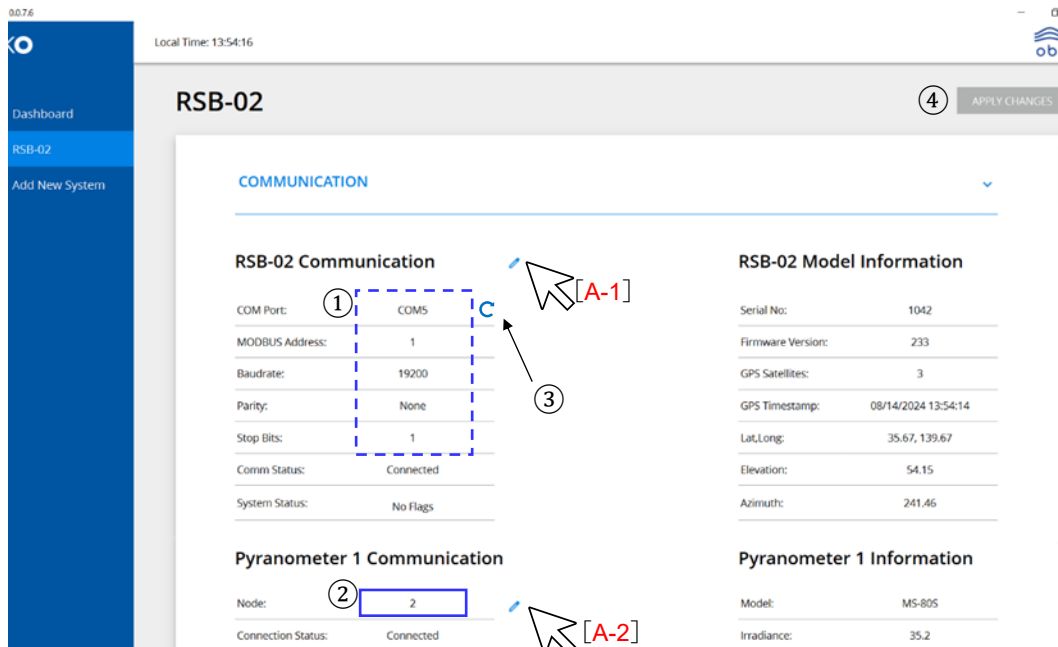 0.0.7.6
KO
Local Time: 13:54:16
ob
Dashboard
RSB-02
Add New System
RSB-02
④
APPLY CHANGES
COMMUNICATION
RSB-02 Communication
[A-1]
COM Port: ① COM5
MODBUS Address: 1
Baudrate: 19200
③
Parity: None
Stop Bits: 1
Comm Status: Connected
System Status: No Flags
RSB-02 Model Information
Serial No: 1042
Firmware Version: 233
GPS Satellites: 3
GPS Timestamp: 08/14/2024 13:54:14
Lat,Long: 35.67, 139.67
Elevation: 54.15
Azimuth: 241.46
Pyranometer 1 Communication
Node: ② 2
[A-2]
Connection Status: Connected
Pyranometer 1 Information
Model: MS-80S
Irradiance: 35.2